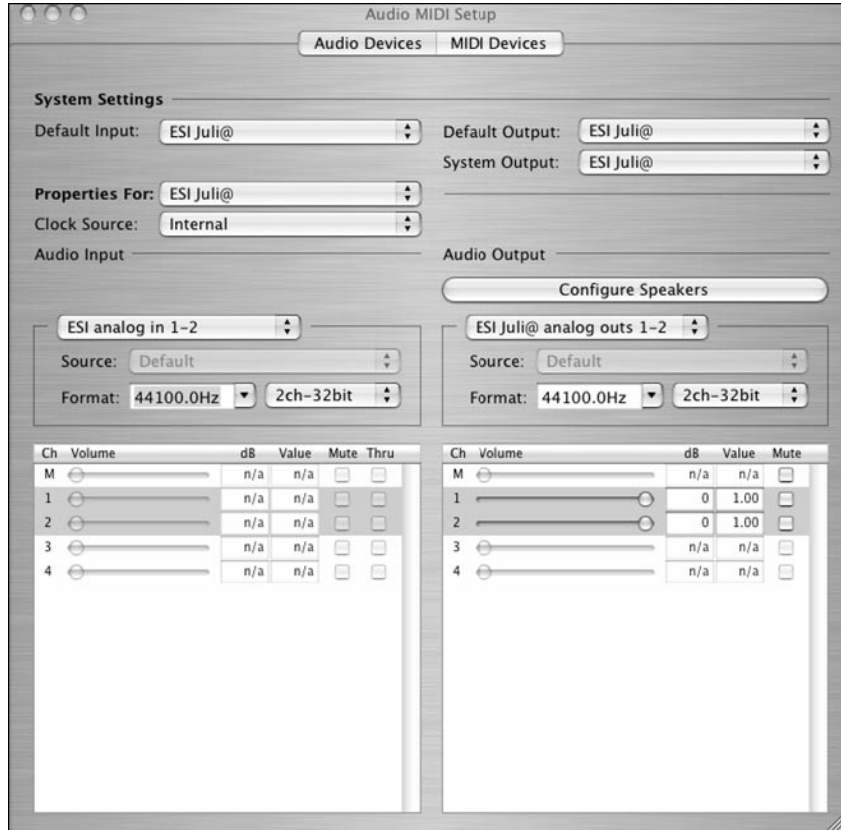 Audio MIDI Setup
Audio Devices MIDI Devices
System Settings
Default Input: ESI Juli@
Default Output: ESI Juli@
System Output: ESI Juli@
Properties For: ESI Juli@
Clock Source: Internal
Audio Input
Audio Output
Configure Speakers
ESI analog in 1-2
Source: Default
Format: 44100.0Hz 2ch-32bit
ESI Juli@ analog outs 1-2
Source: Default
Format: 44100.0Hz 2ch-32bit
Ch Volume dB Value Mute Thru
M n/a n/a
1 n/a n/a
2 n/a n/a
3 n/a n/a
4 n/a n/a
Ch Volume dB Value Mute
M n/a n/a
1 0 1.00
2 0 1.00
3 n/a n/a
4 n/a n/a